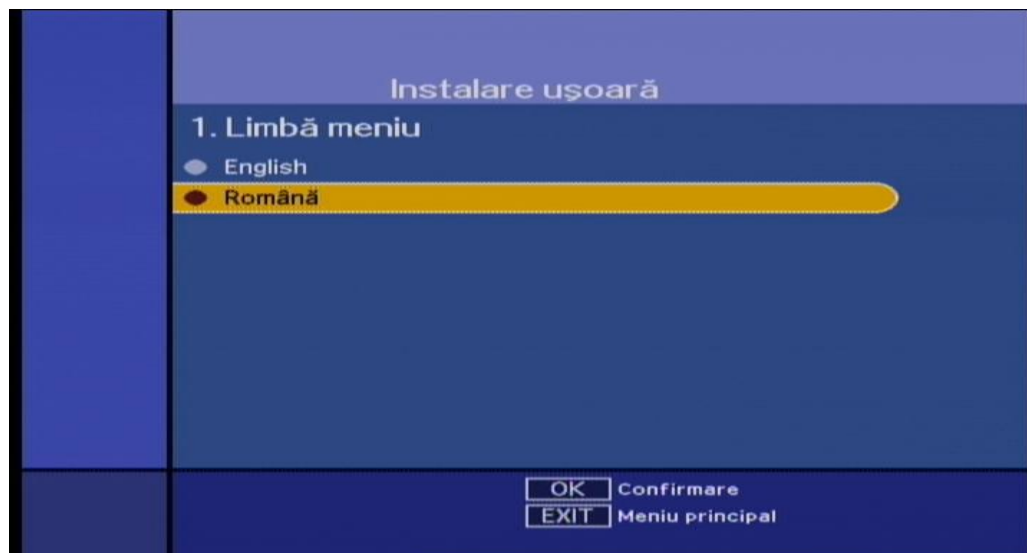 Instalare uşoară
1. Limbă meniu
English
Română
OK Confirmare
EXIT Meniu principal